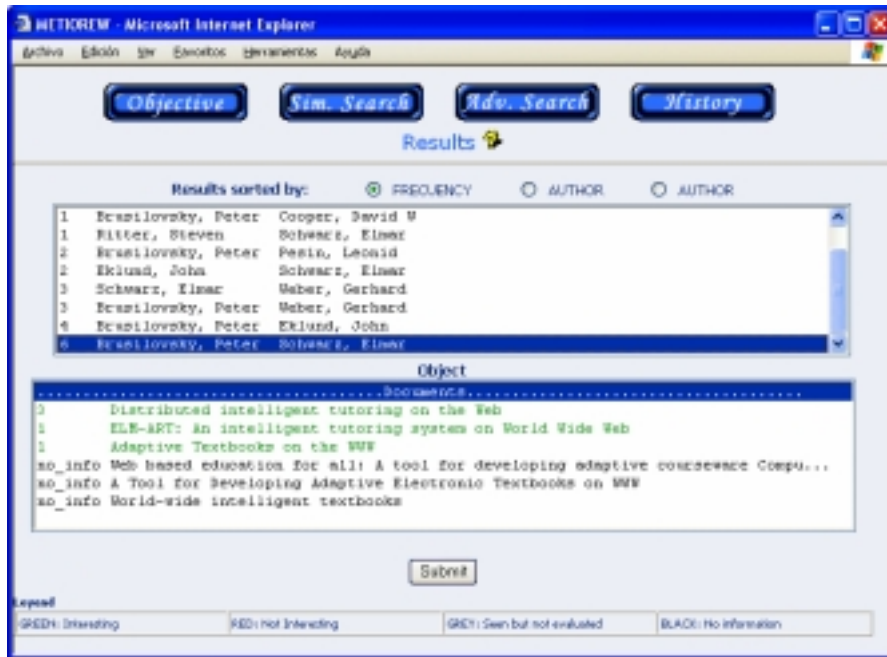 METIOREW - Microsoft Internet Explorer
Archivo Edición Ver Favoritos Herramientas Ayuda
Objective Sim. Search Adv. Search History
Results
Results sorted by: FRECUENCY AUTHOR AUTHOR
1 Brusilovsky, Peter Cooper, David W
1 Ritter, Steven Schwarz, Elmar
2 Brusilovsky, Peter Pesin, Leonid
2 Eklund, John Schwarz, Elmar
3 Schwarz, Elmar Weber, Gerhard
3 Brusilovsky, Peter Weber, Gerhard
4 Brusilovsky, Peter Eklund, John
6 Brusilovsky, Peter Schwarz, Elmar
Object
Documents
3 Distributed intelligent tutoring on the Web
1 ELM-ART: An intelligent tutoring system on World Wide Web
1 Adaptive Textbooks on the WWW
no_info Web based education for all: A tool for developing adaptive courseware Compu...
no_info A Tool for Developing Adaptive Electronic Textbooks on WWW
no_info World-wide intelligent textbooks
Submit
Legend
GREEN: Interesting RED: Not Interesting GREY: Seen but not evaluated BLACK: No information